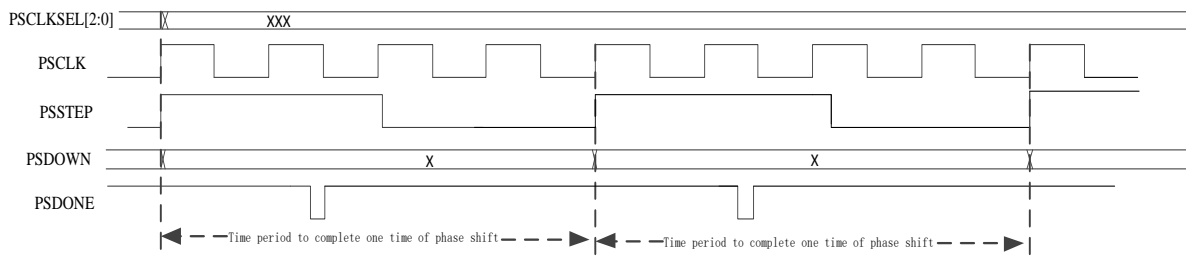 PSCLKSEL[2:0]
XXX
PSCLK
PSSTEP
PSDOWN
X
X
PSDONE
Time period to complete one time of phase shift
Time period to complete one time of phase shift